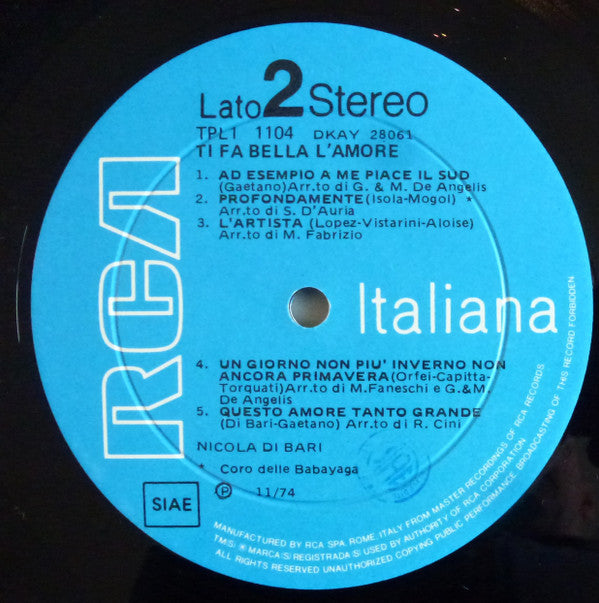 Lato 2 Stereo
TPL1 1104 DKAY 28061
TI FA BELLA L'AMORE
1. AD ESEMPIO A ME PIACE IL SUD
(Gaetano)Arr.to di G. & M. De Angelis
2. PROFONDAMENTE(Isola-Mogol) *
Arr.to di S. D'Auria
3. L'ARTISTA (Lopez-Vistarini-Aloise)
Arr.to di M. Fabrizio
RCA
Italiana
4. UN GIORNO NON PIU' INVERNO NON
ANCORA PRIMAVERA(Orfei-Capitta-
Torquati)Arr.to di M.Faneschi e G.&M.
De Angelis
5. QUESTO AMORE TANTO GRANDE
(Di Bari-Gaetano) Arr.to di R. Cini
NICOLA DI BARI
* Coro delle Babayaga
SIAE
Ⓟ 11/74
MANUFACTURED BY RCA SPA, ROME, ITALY, FROM MASTER RECORDINGS OF RCA RECORDS
TM(S) ® MARCA(S) REGISTRADA(S) USED BY AUTHORITY OF RCA CORPORATION
ALL RIGHTS RESERVED UNAUTHORIZED COPYING PUBLIC PERFORMANCE BROADCASTING OF THIS RECORD FORBIDDEN